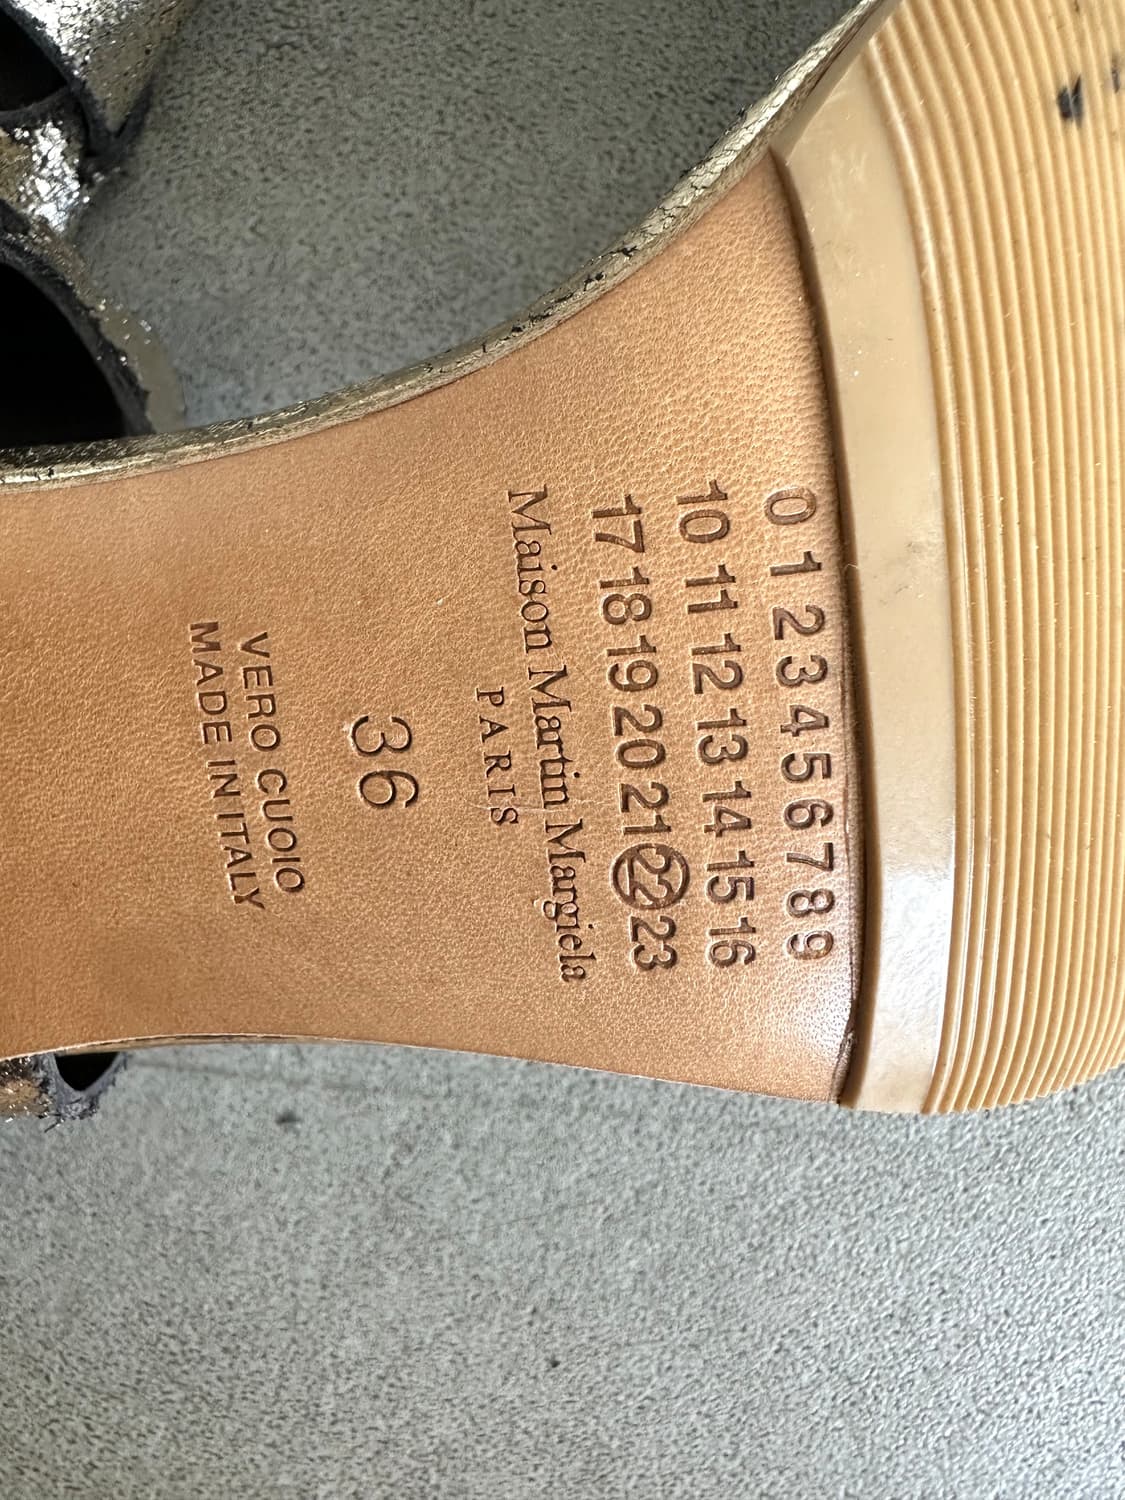 0 1 2 3 4 5 6 7 8 9
10 11 12 13 14 15 16
17 18 19 20 21 22 23
Maison Martin Margiela
PARIS
36
VERO CUOIO
MADE IN ITALY